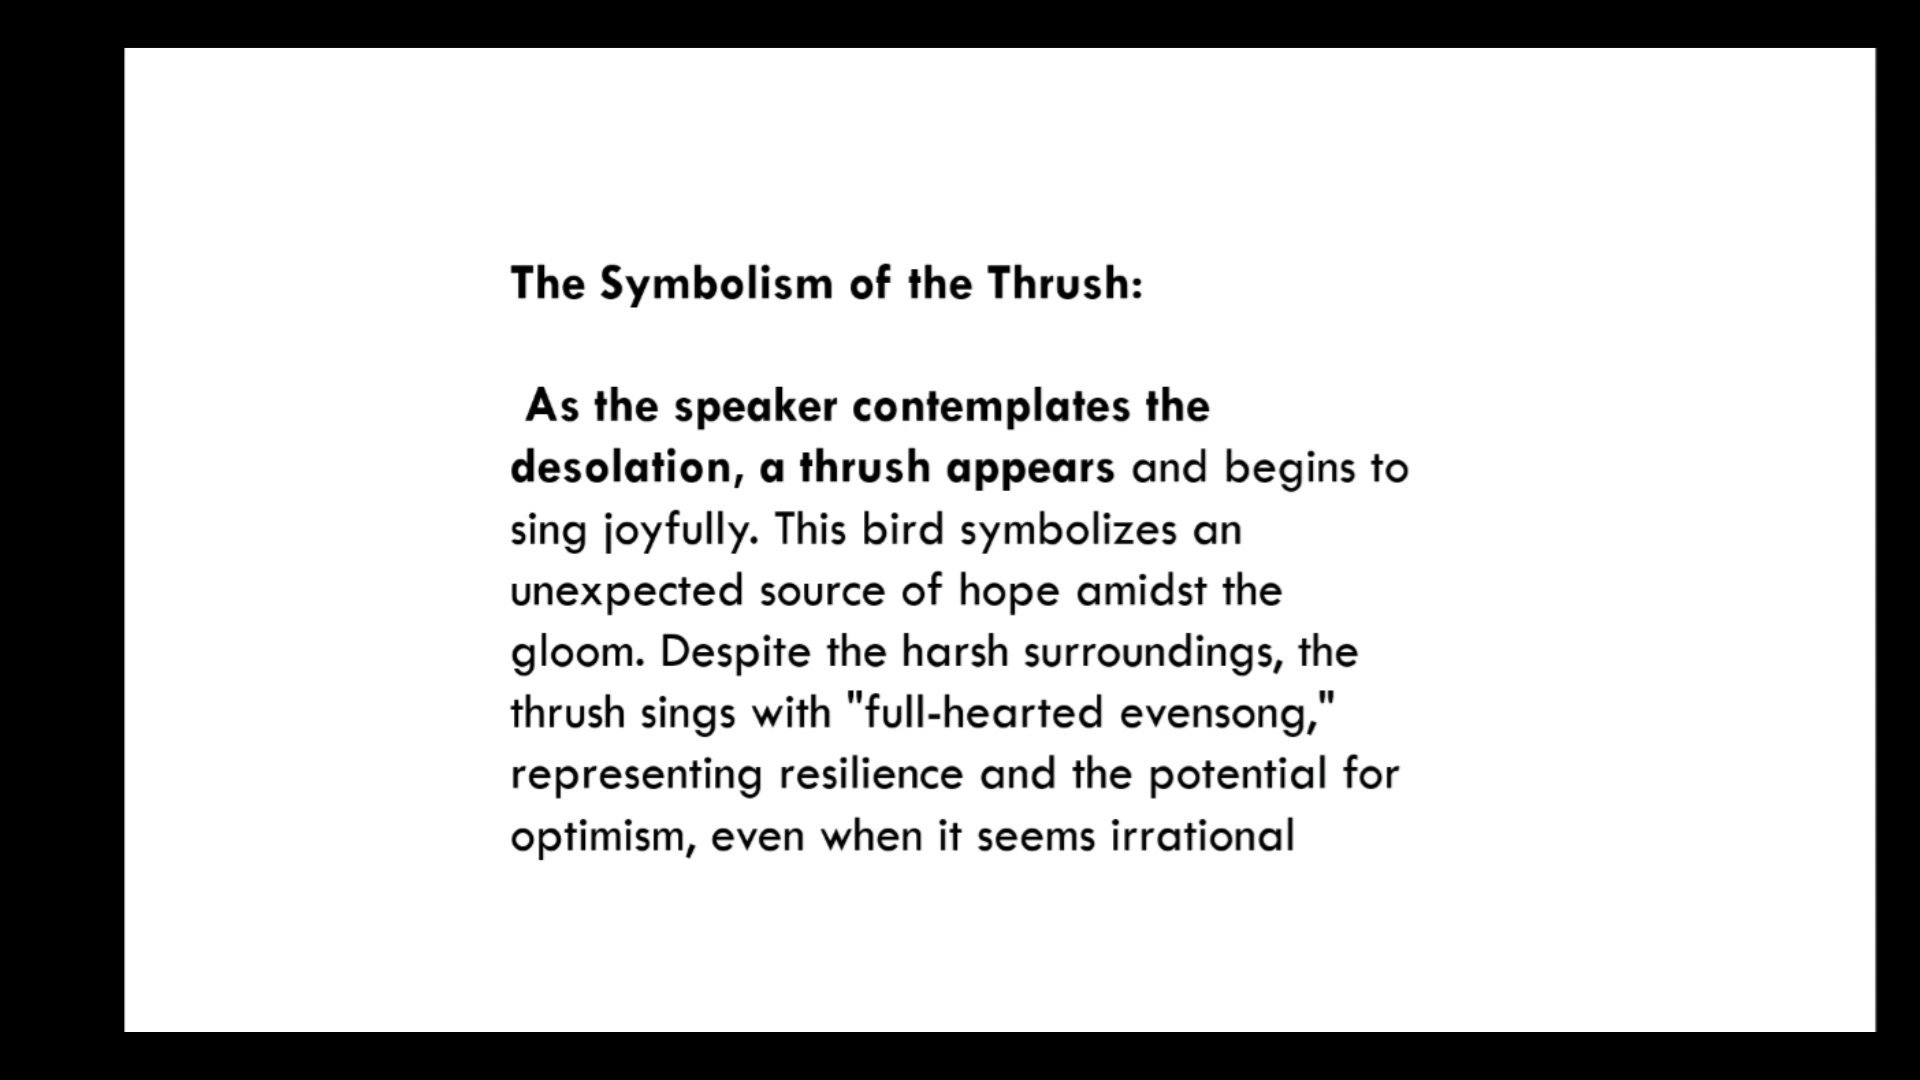 The Symbolism of the Thrush:
As the speaker contemplates the
desolation, a thrush appears and begins to
sing joyfully. This bird symbolizes an
unexpected source of hope amidst the
gloom. Despite the harsh surroundings, the
thrush sings with "full-hearted evensong,"
representing resilience and the potential for
optimism, even when it seems irrational